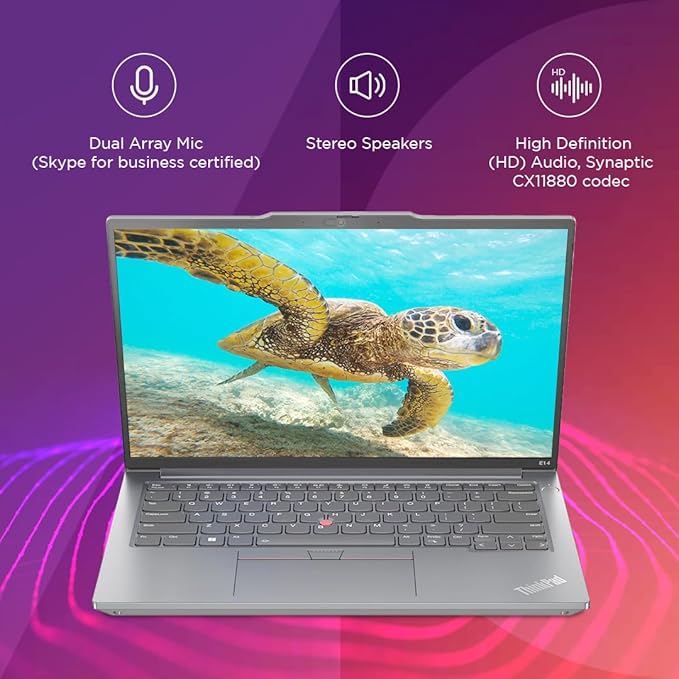 HD
Dual Array Mic
(Skype for business certified)
Stereo Speakers
High Definition
(HD) Audio, Synaptic
CX11880 codec
E14
ThinkPad